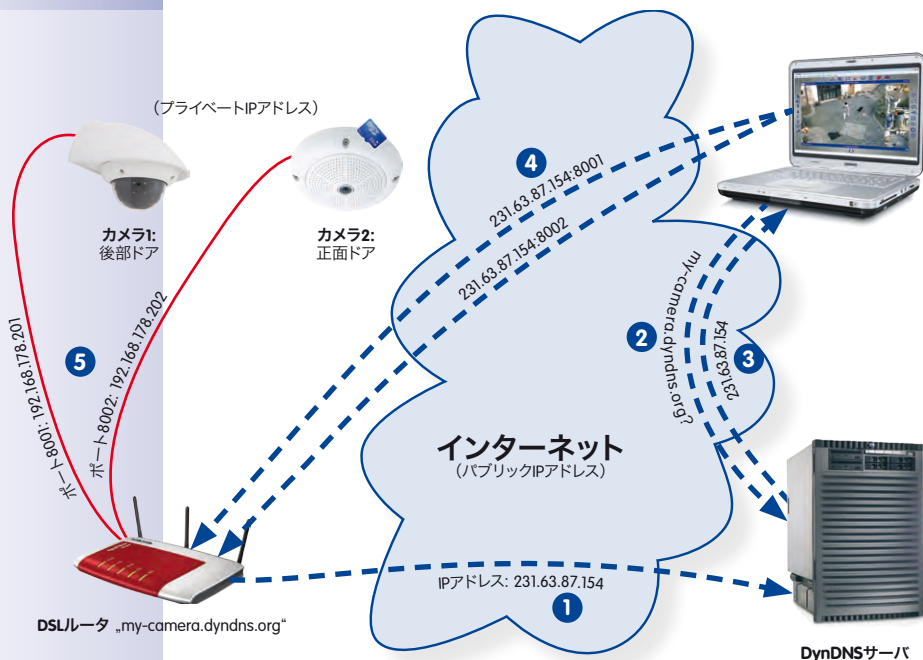 (プライベートIPアドレス)
カメラ1:
後部ドア
カメラ2:
正面ドア
4
231.63.87.154:8001
231.63.87.154:8002
2
my-camera.dyndns.org?
3
231.63.87.154
5
ポート8001: 192.168.178.201
ポート8002: 192.168.178.202
インターネット
(パブリックIPアドレス)
IPアドレス: 231.63.87.154
1
DSLルータ „my-camera.dyndns.org“
DynDNSサーバ